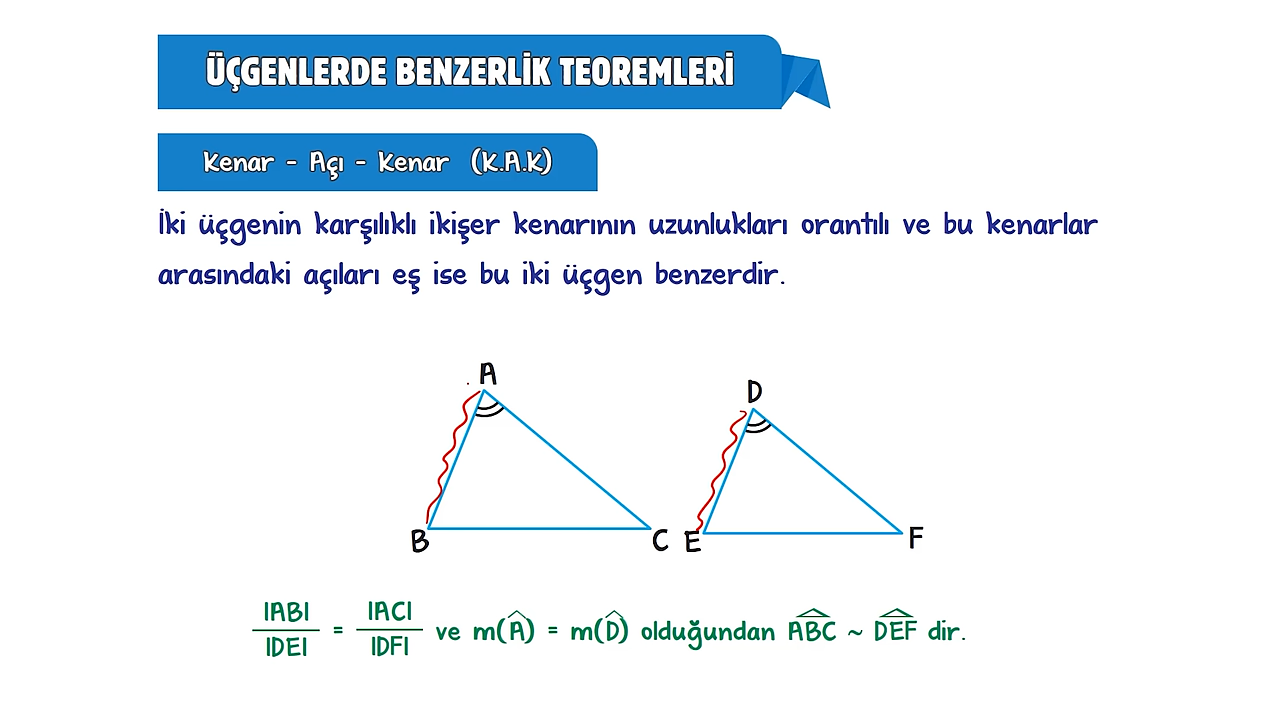 ÜÇGENLERDE BENZERLİK TEOREMLERİ
Kenar - Açı - Kenar (K.A.K)
İki üçgenin karşılıklı ikişer kenarının uzunlukları orantılı ve bu kenarlar
arasındaki açıları eş ise bu iki üçgen benzerdir.
A
D
B
C
E
F
|AB| / |DE| = |AC| / |DF| ve m(Â) = m(D̂) olduğundan ABC ~ DEF dir.